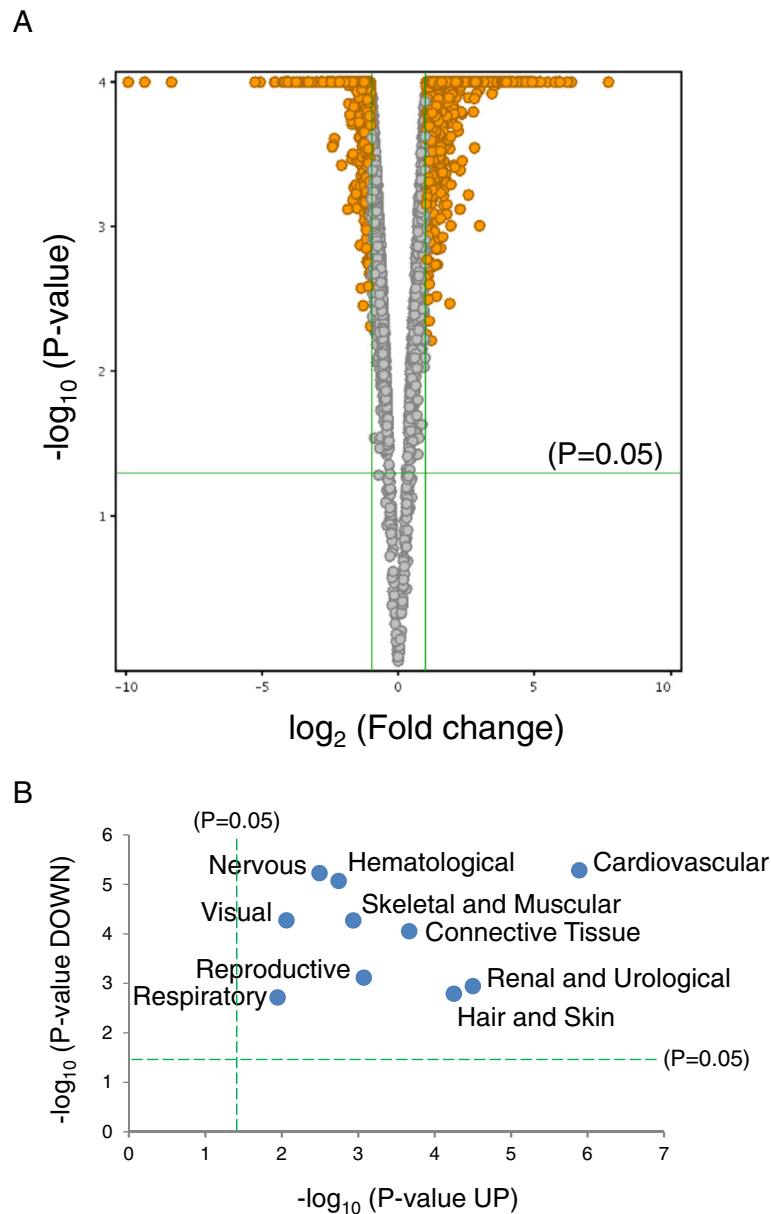 A
4
3
2
1
-log10 (P-value)
(P=0.05)
-10 -5 0 5 10
log2 (Fold change)
B
(P=0.05)
6
5
4
3
2
1
0
-log10 (P-value DOWN)
Nervous
Hematological
Cardiovascular
Visual
Skeletal and Muscular
Connective Tissue
Reproductive
Respiratory
Renal and Urological
Hair and Skin
(P=0.05)
0 1 2 3 4 5 6 7
-log10 (P-value UP)